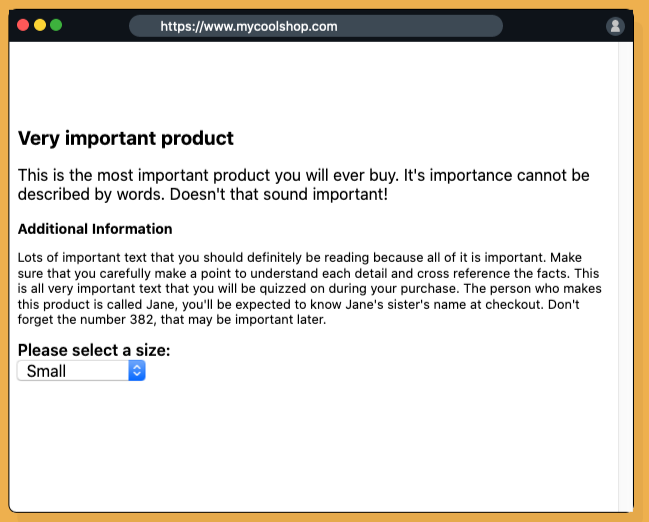 https://www.mycoolshop.com
Very important product
This is the most important product you will ever buy. It's importance cannot be
described by words. Doesn't that sound important!
Additional Information
Lots of important text that you should definitely be reading because all of it is important. Make
sure that you carefully make a point to understand each detail and cross reference the facts. This
is all very important text that you will be quizzed on during your purchase. The person who makes
this product is called Jane, you'll be expected to know Jane's sister's name at checkout. Don't
forget the number 382, that may be important later.
Please select a size:
Small